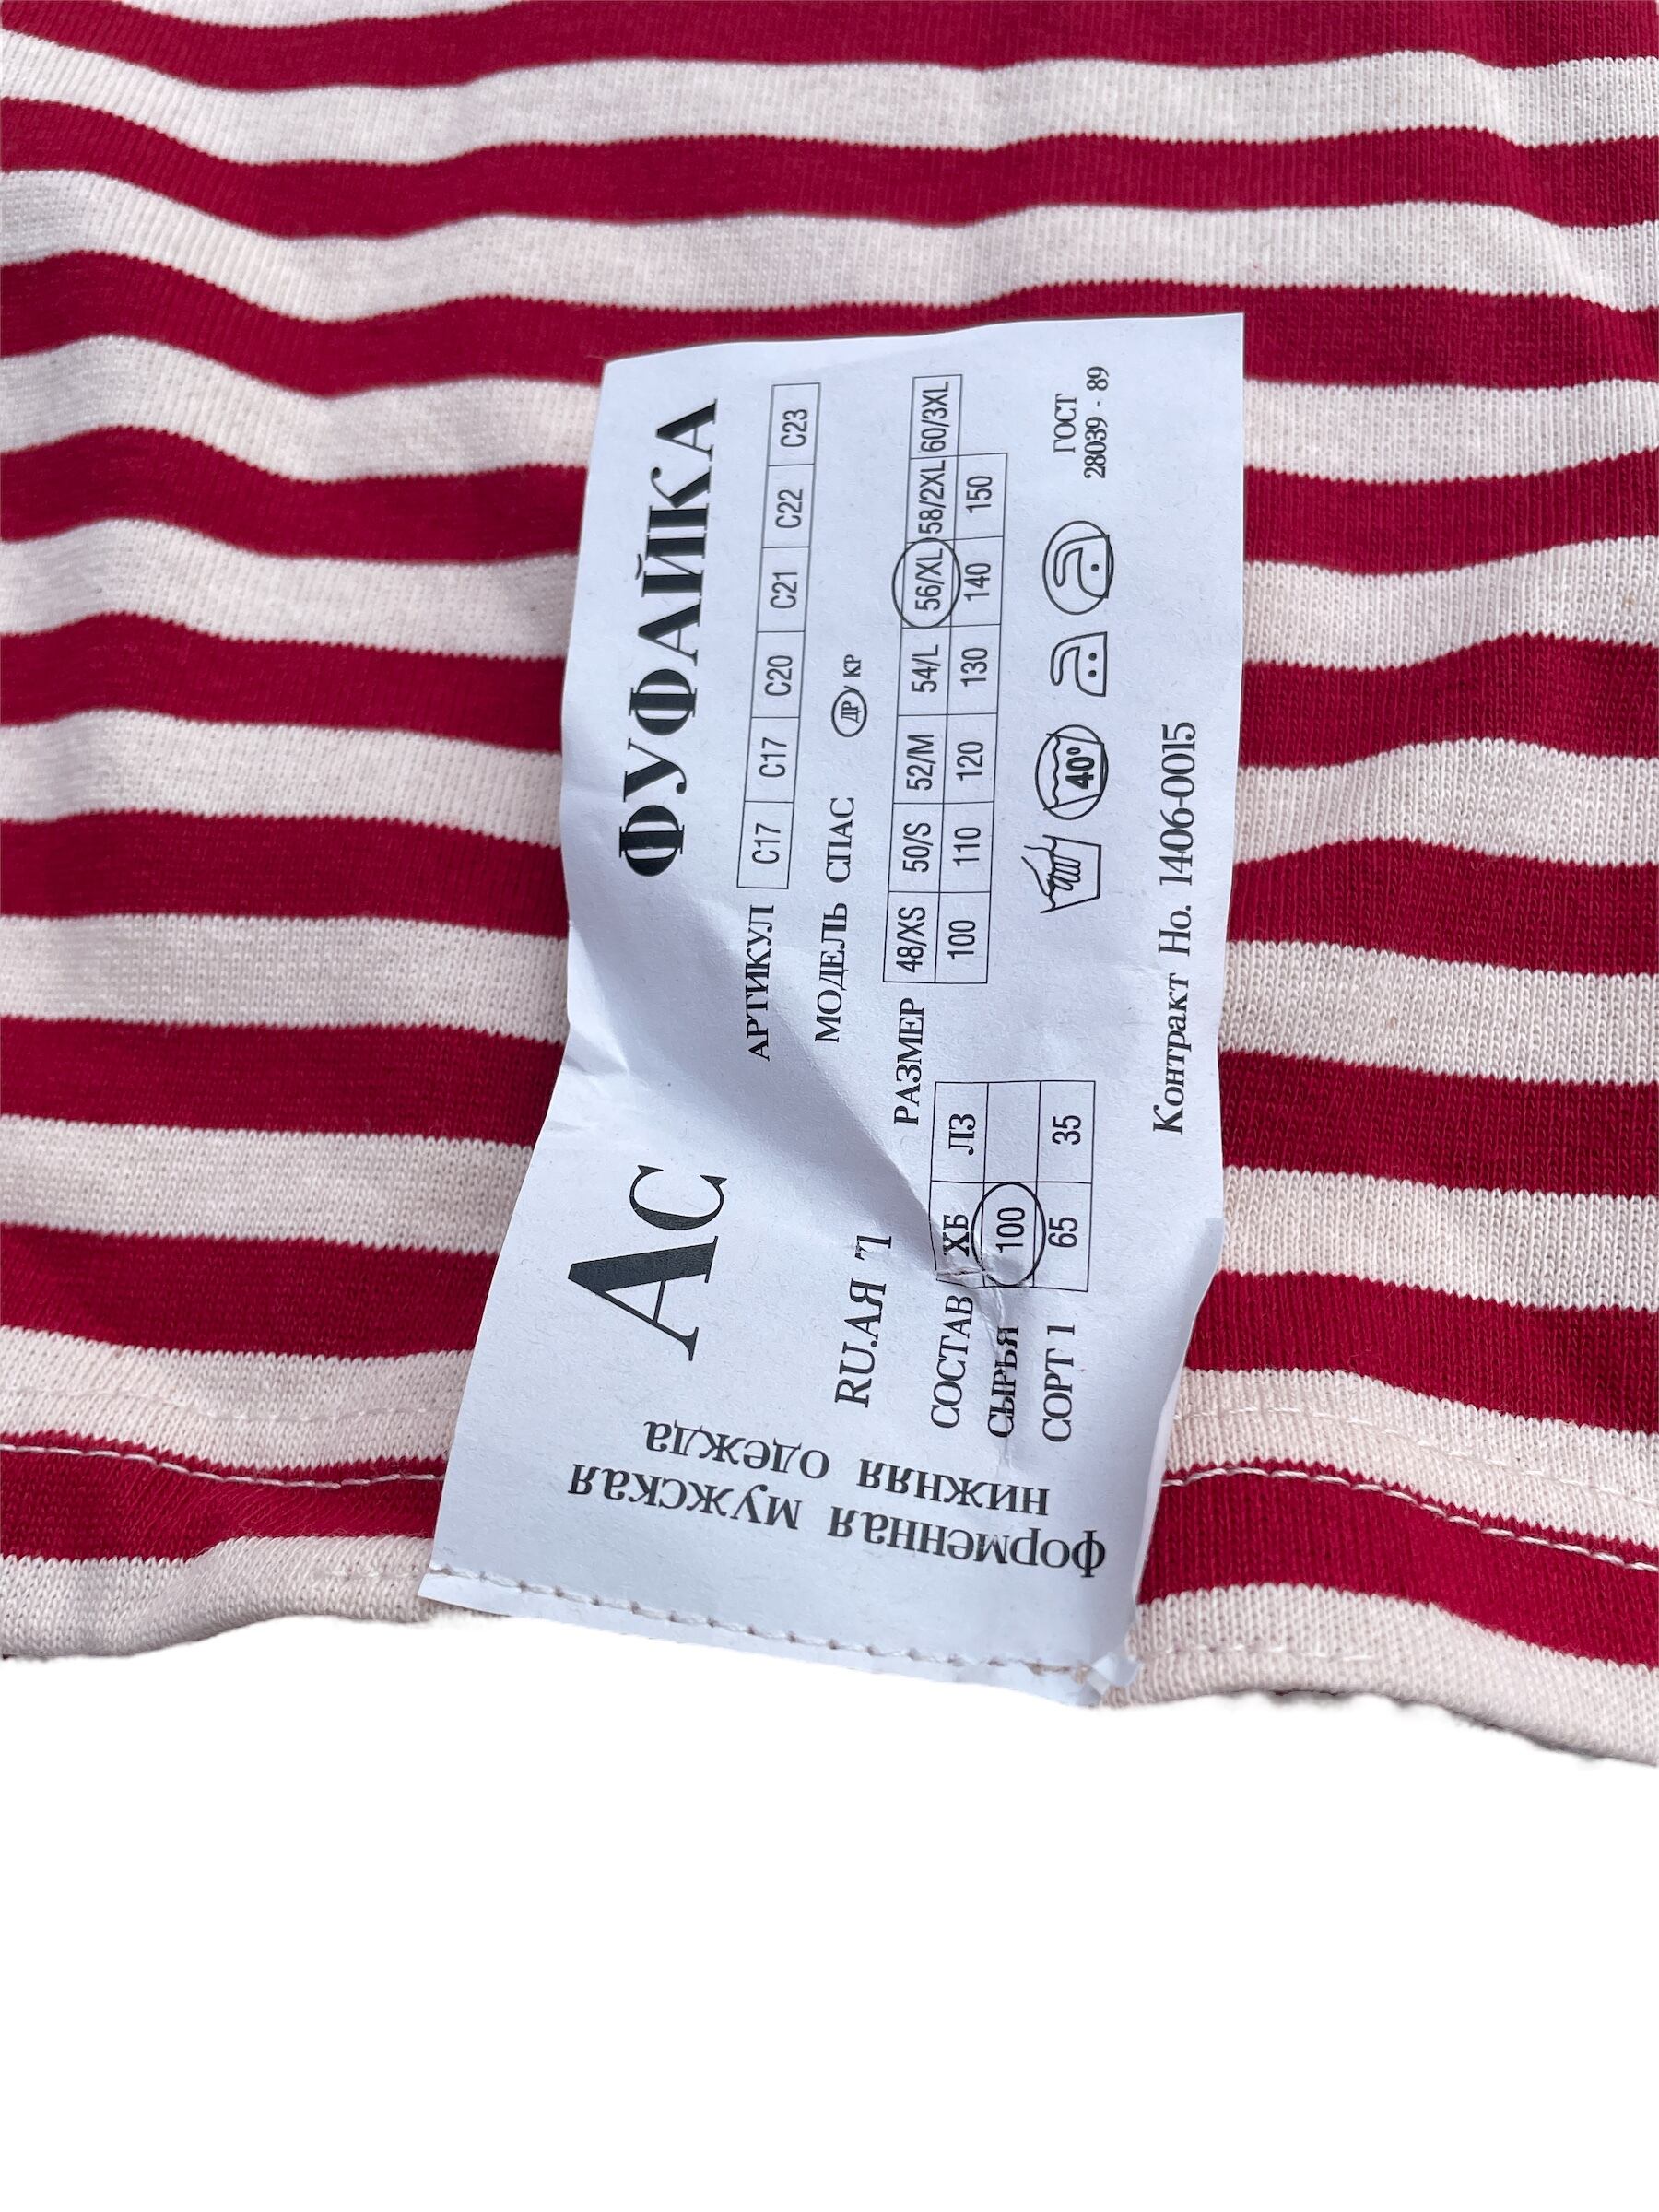 форменная мужская
нижняя одежда
Ас
ФУФАЙКА
АРТИКУЛ С17 С17 С20 С21 С22 С23
RU.АЯ 71
МОДЕЛЬ СПАС ДР/ КР
РАЗМЕР 48/XS 50/S 52/M 54/L 56/XL 58/2XL 60/3XL
100 110 120 130 140 150
СОСТАВ ХБ ЛЗ
СЫРЬЯ 100
СОРТ 1 65 35
40°
ГОСТ
28039 - 89
Контракт Но. 1406-0015